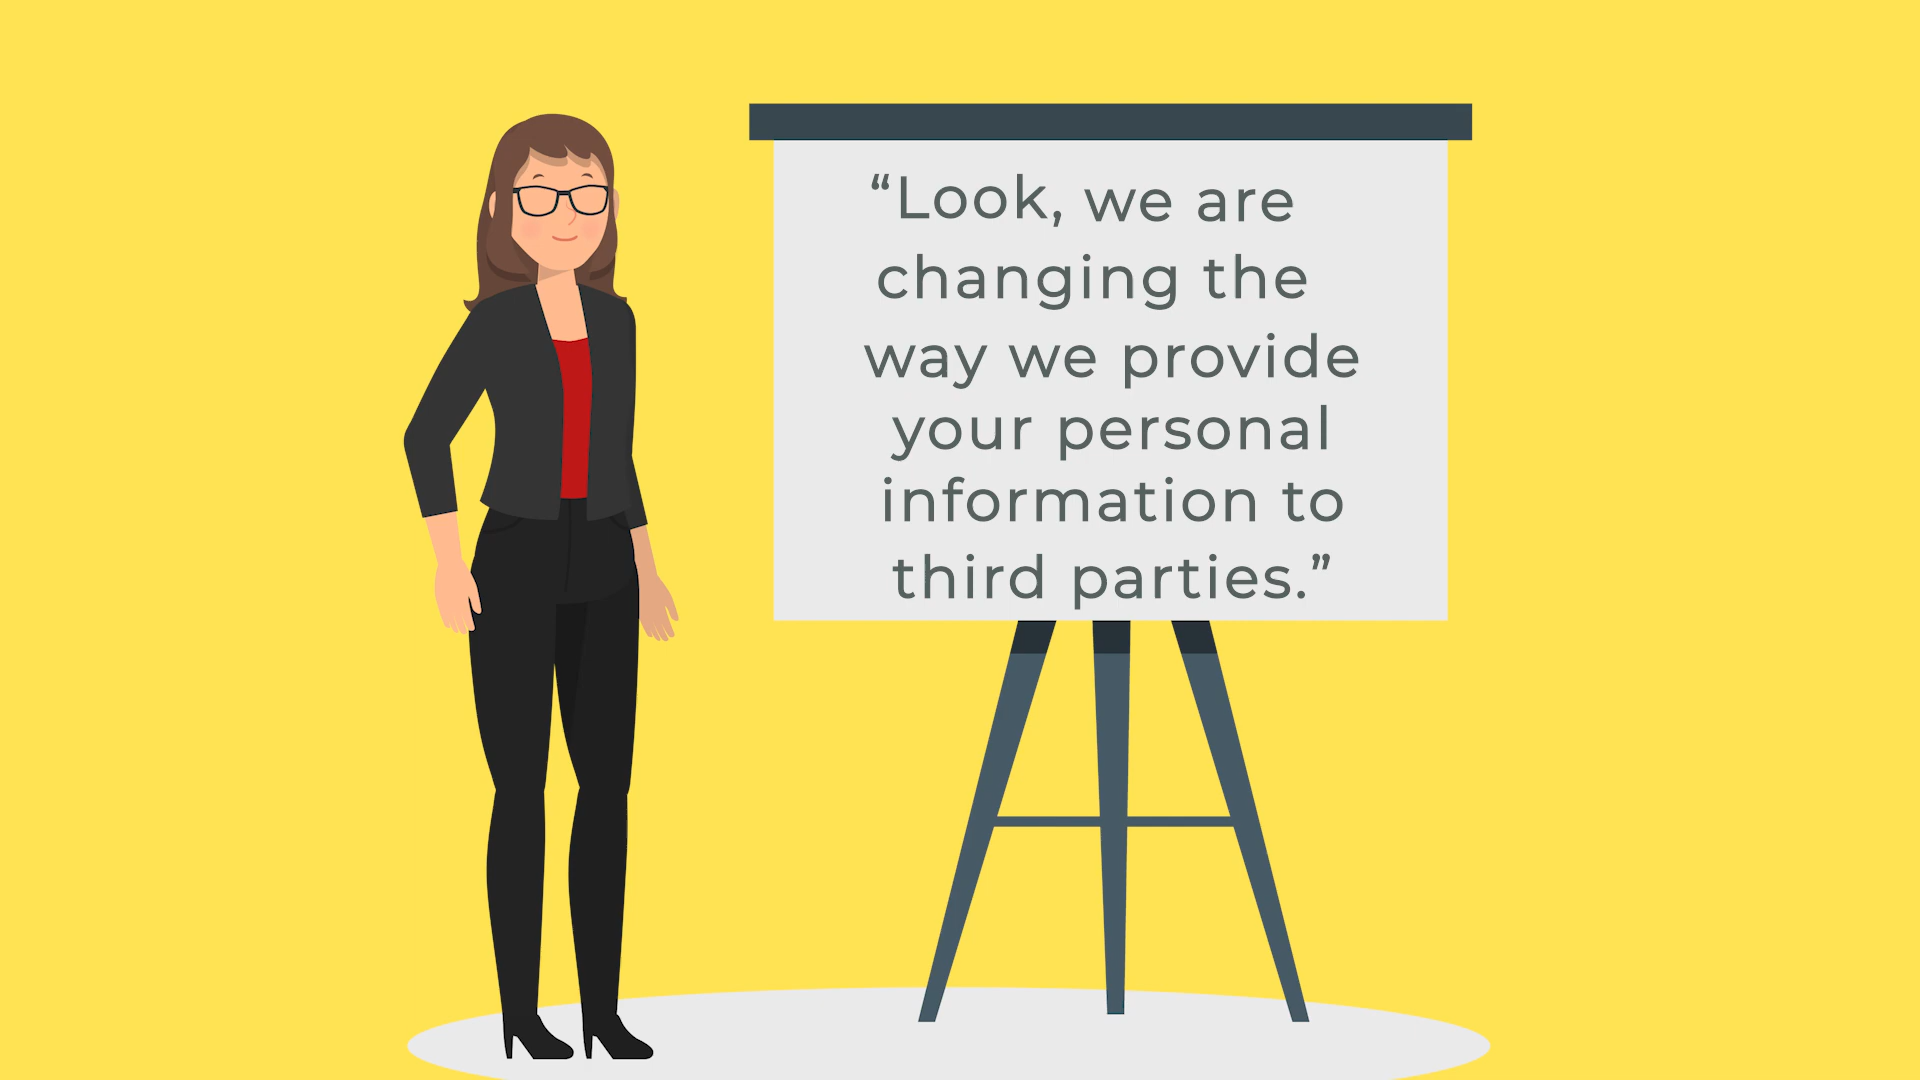 “Look, we are
changing the
way we provide
your personal
information to
third parties.”